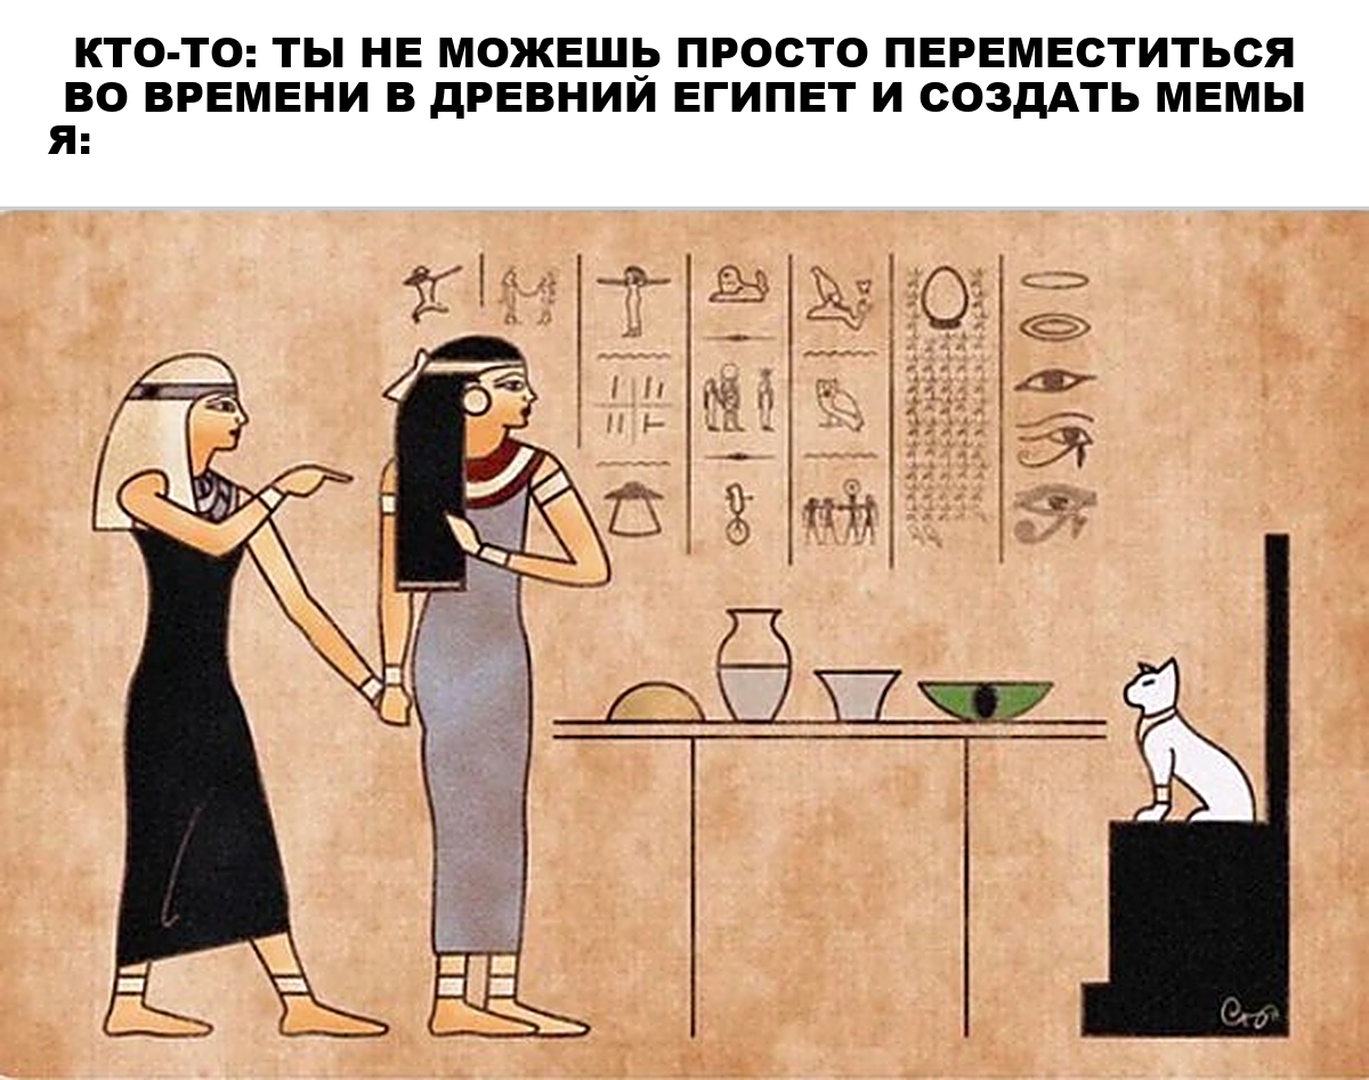 КТО-ТО: ТЫ НЕ МОЖЕШЬ ПРОСТО ПЕРЕМЕСТИТЬСЯ
ВО ВРЕМЕНИ В ДРЕВНИЙ ЕГИПЕТ И СОЗДАТЬ МЕМЫ
Я: